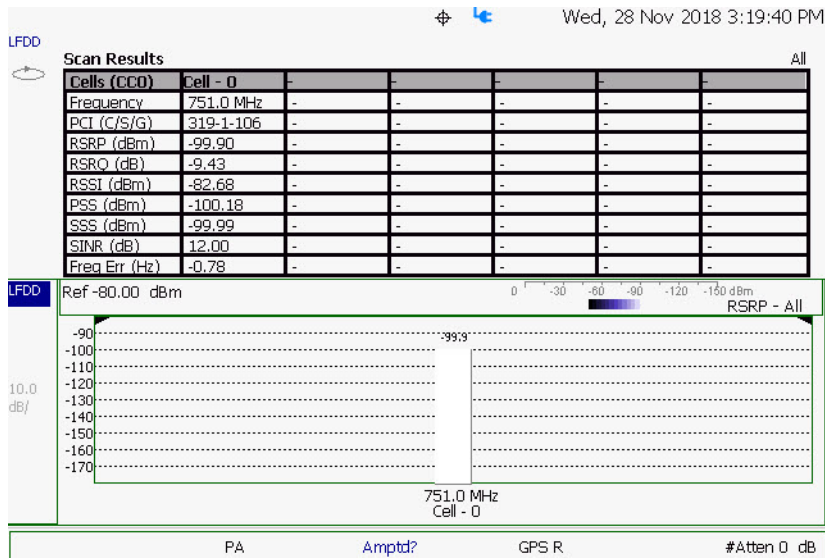 Wed, 28 Nov 2018 3:19:40 PM
LFDD
Scan Results All
Cells (CC0) Cell - 0 - - - - -
Frequency 751.0 MHz - - - - -
PCI (C/S/G) 319-1-106 - - - - -
RSRP (dBm) -99.90 - - - - -
RSRQ (dB) -9.43 - - - - -
RSSI (dBm) -82.68 - - - - -
PSS (dBm) -100.18 - - - - -
SSS (dBm) -99.99 - - - - -
SINR (dB) 12.00 - - - - -
Freq Err (Hz) -0.78 - - - - -
LFDD
Ref -80.00 dBm
0 -30 -60 -90 -120 -150 dBm
RSRP - All
-99.9
-90
-100
-110
-120
-130
-140
-150
-160
-170
10.0
dB/
751.0 MHz
Cell - 0
PA Amptd? GPS R #Atten 0 dB